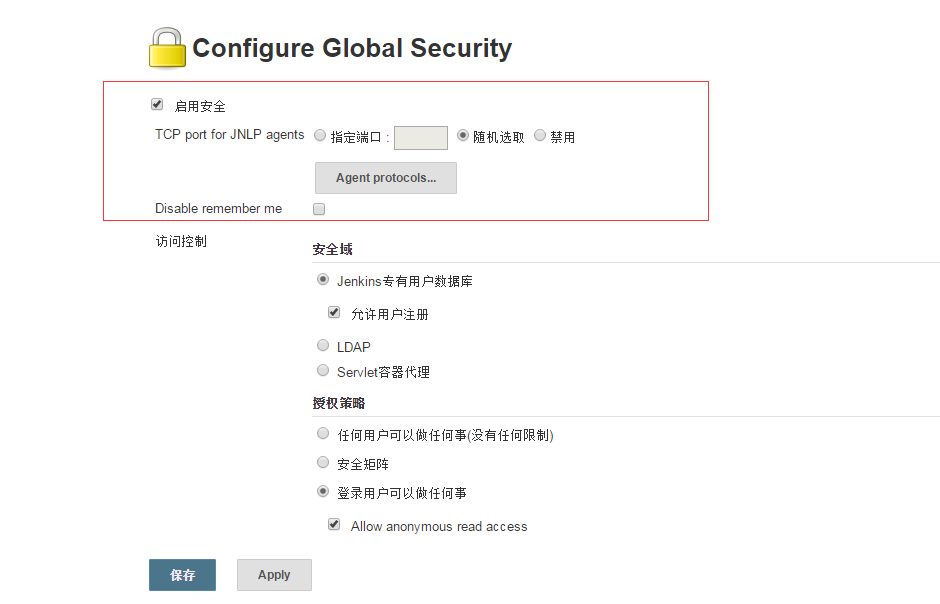 Configure Global Security
启用安全
TCP port for JNLP agents 指定端口 : 随机选取 禁用
Agent protocols...
Disable remember me
访问控制
安全域
Jenkins专有用户数据库
允许用户注册
LDAP
Servlet容器代理
授权策略
任何用户可以做任何事(没有任何限制)
安全矩阵
登录用户可以做任何事
Allow anonymous read access
保存 Apply